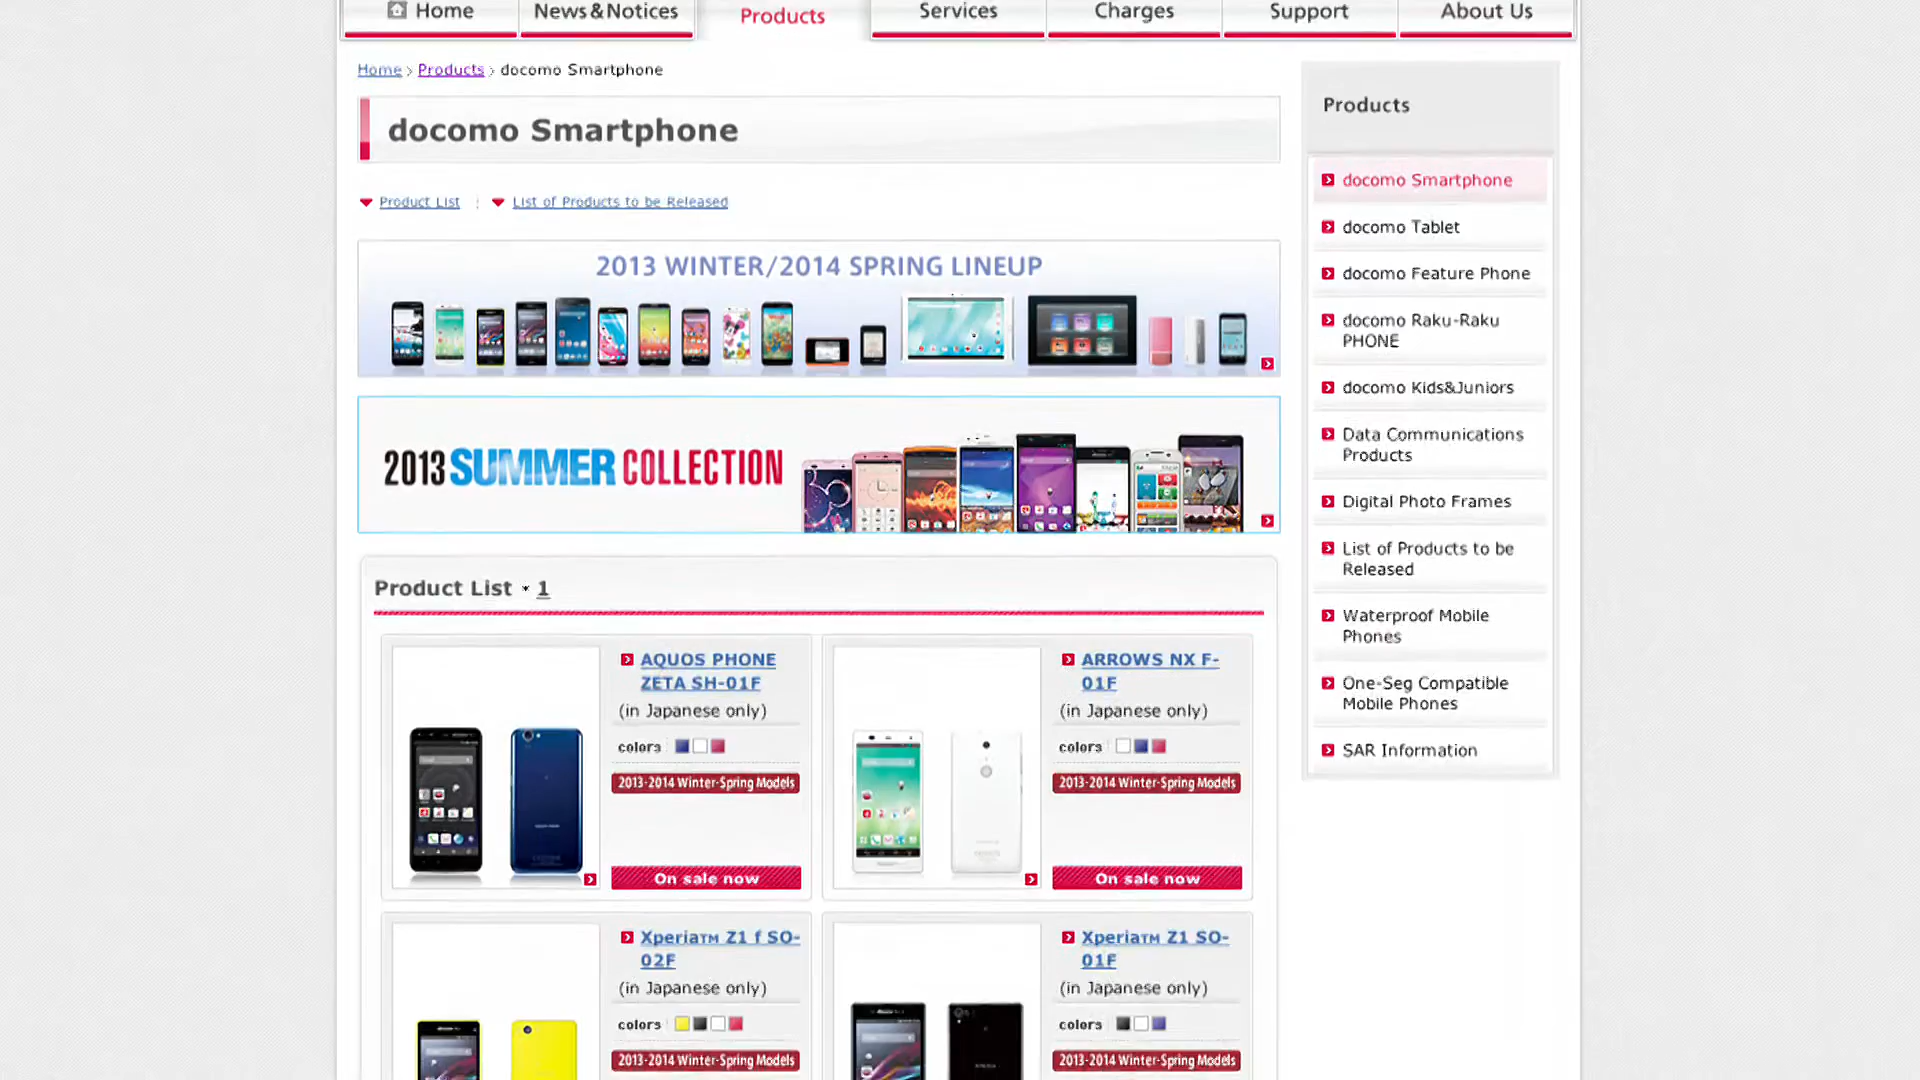 Home
News & Notices
Products
Services
Charges
Support
About Us
Home > Products > docomo Smartphone
docomo Smartphone
Product List
List of Products to be Released
2013 WINTER/2014 SPRING LINEUP
2013 SUMMER COLLECTION
Product List * 1
AQUOS PHONE
ZETA SH-01F
(in Japanese only)
colors
2013-2014 Winter-Spring Models
On sale now
ARROWS NX F-
01F
(in Japanese only)
colors
2013-2014 Winter-Spring Models
On sale now
Xperia™ Z1 f SO-
02F
(in Japanese only)
colors
2013-2014 Winter-Spring Models
Xperia™ Z1 SO-
01F
(in Japanese only)
colors
2013-2014 Winter-Spring Models
Products
docomo Smartphone
docomo Tablet
docomo Feature Phone
docomo Raku-Raku
PHONE
docomo Kids&Juniors
Data Communications
Products
Digital Photo Frames
List of Products to be
Released
Waterproof Mobile
Phones
One-Seg Compatible
Mobile Phones
SAR Information